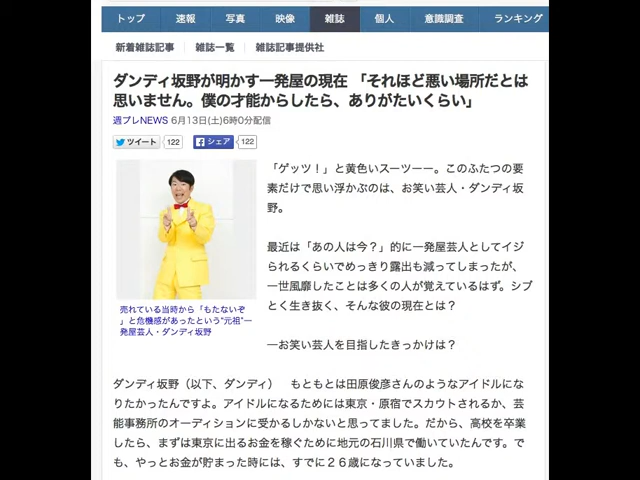 トップ 速報 写真 映像 雑誌 個人 意識調査 ランキング
新着雑誌記事 雑誌一覧 雑誌記事提供社
ダンディ坂野が明かす一発屋の現在 「それほど悪い場所だとは
思いません。僕の才能からしたら、ありがたいくらい」
週プレNEWS 6月13日(土)6時0分配信
ツイート 122 シェア 122
「ゲッツ！」と黄色いスーツーー。このふたつの要
素だけで思い浮かぶのは、お笑い芸人・ダンディ坂
野。
最近は「あの人は今？」的に一発屋芸人としてイジ
られるくらいでめっきり露出も減ってしまったが、
一世風靡したことは多くの人が覚えているはず。シブ
とく生き抜く、そんな彼の現在とは？
売れている当時から「もたないぞ
」と危機感があったという“元祖”一
発屋芸人・ダンディ坂野
―お笑い芸人を目指したきっかけは？
ダンディ坂野（以下、ダンディ） もともとは田原俊彦さんのようなアイドルにな
りたかったんですよ。アイドルになるためには東京・原宿でスカウトされるか、芸
能事務所のオーディションに受かるしかないと思ってました。だから、高校を卒業
したら、まずは東京に出るお金を稼ぐために地元の石川県で働いていたんです。で
も、やっとお金が貯まった時には、すでに２６歳になっていました。